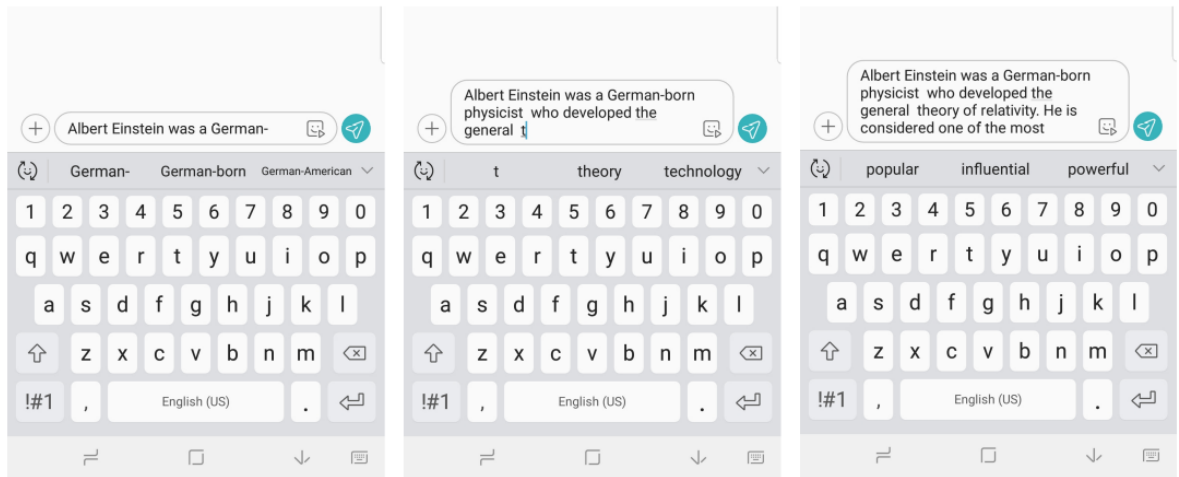 Albert Einstein was a German-
German- German-born German-American
1 2 3 4 5 6 7 8 9 0
q w e r t y u i o p
a s d f g h j k l
z x c v b n m
!#1 , English (US) .
Albert Einstein was a German-born
physicist who developed the
general t
t theory technology
1 2 3 4 5 6 7 8 9 0
q w e r t y u i o p
a s d f g h j k l
z x c v b n m
!#1 , English (US) .
Albert Einstein was a German-born
physicist who developed the
general theory of relativity. He is
considered one of the most
popular influential powerful
1 2 3 4 5 6 7 8 9 0
q w e r t y u i o p
a s d f g h j k l
z x c v b n m
!#1 , English (US) .